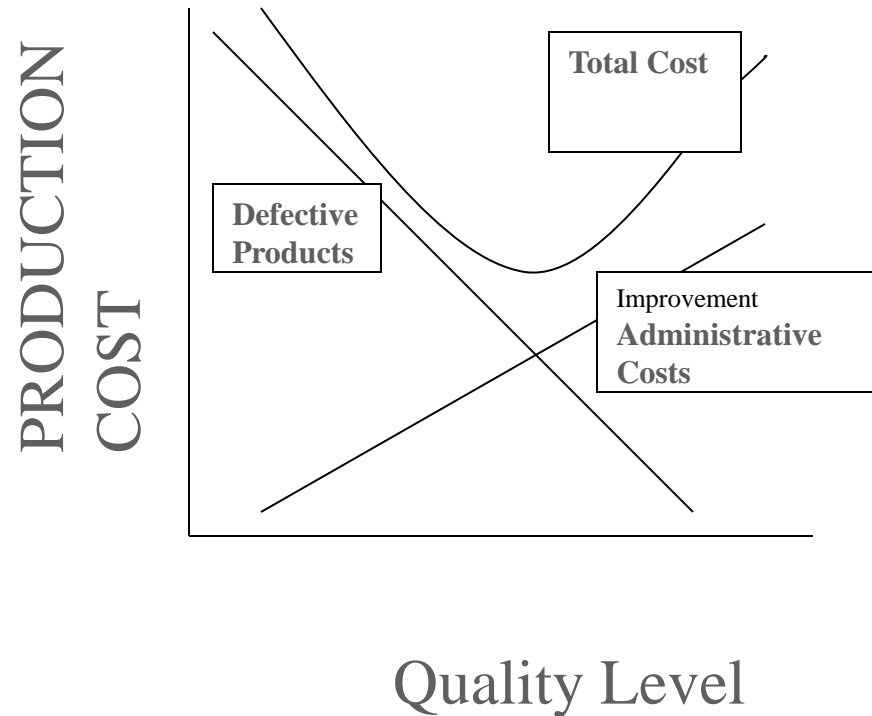 PRODUCTION
COST
Total Cost
Defective
Products
Improvement
Administrative
Costs
Quality Level